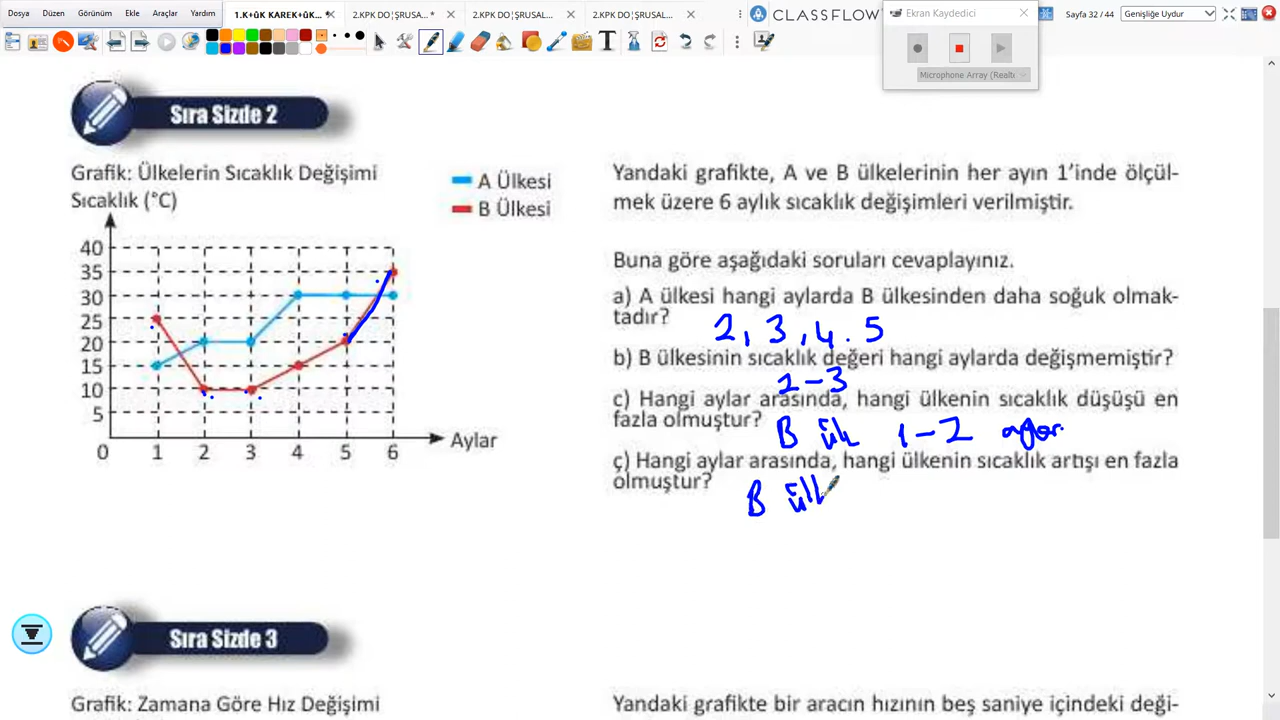 Dosya Düzen Görünüm Ekle Araçlar Yardım
1.K+ûK KAREK+ûK... *
2.KPK DO¦ŞRUSA... *
2.KPK DO¦ŞRUSAL...
2.KPK DO¦ŞRUSAL...
CLASSFLOW
Ekran Kaydedici
Microphone Array (Realte
Sayfa 32 / 44
Genişliğe Uydur
Sıra Sizde 2
Grafik: Ülkelerin Sıcaklık Değişimi
Sıcaklık (°C)
A Ülkesi
B Ülkesi
40
35
30
25
20
15
10
5
0 1 2 3 4 5 6 Aylar
Yandaki grafikte, A ve B ülkelerinin her ayın 1'inde ölçül-
mek üzere 6 aylık sıcaklık değişimleri verilmiştir.
Buna göre aşağıdaki soruları cevaplayınız.
a) A ülkesi hangi aylarda B ülkesinden daha soğuk olmak-
tadır?
2, 3, 4. 5
b) B ülkesinin sıcaklık değeri hangi aylarda değişmemiştir?
2-3
c) Hangi aylar arasında, hangi ülkenin sıcaklık düşüşü en
fazla olmuştur?
B ülk 1-2 aylar
ç) Hangi aylar arasında, hangi ülkenin sıcaklık artışı en fazla
olmuştur?
B ülk
Sıra Sizde 3
Grafik: Zamana Göre Hız Değişimi
Yandaki grafikte bir aracın hızının beş saniye içindeki deği-